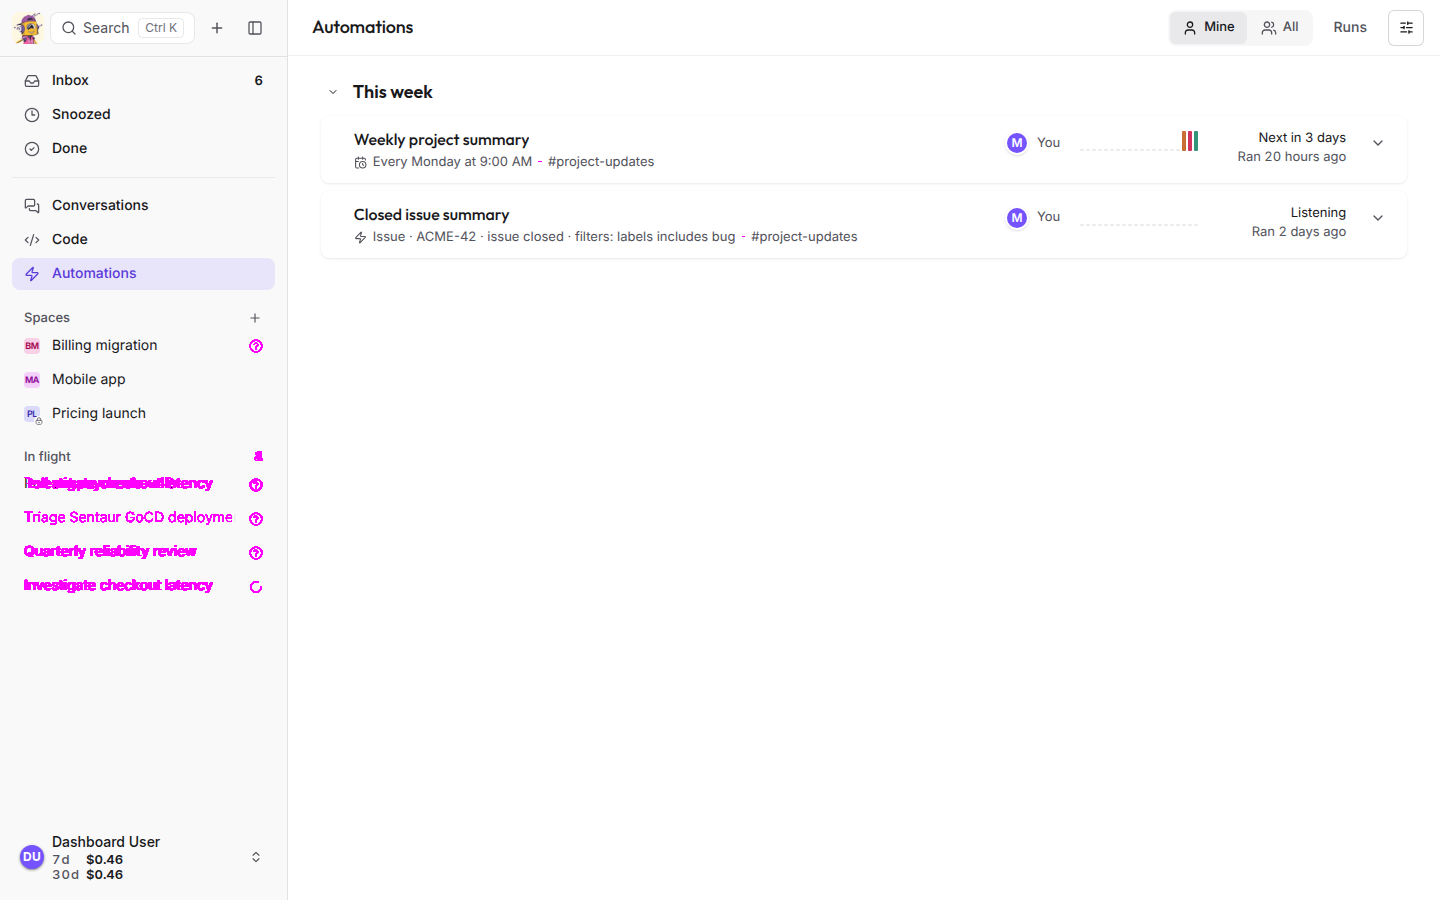 Search Ctrl K
Inbox 6
Snoozed
Done
Conversations
Code
Automations
Spaces
BM Billing migration
MA Mobile app
PL Pricing launch
In flight
Triage Sentaur GoCD deployme
Quarterly reliability review
Investigate checkout latency
DU Dashboard User
7d $0.46
30d $0.46
Automations
Mine All Runs
This week
Weekly project summary
Every Monday at 9:00 AM - #project-updates
M You
Next in 3 days
Ran 20 hours ago
Closed issue summary
Issue · ACME-42 · issue closed · filters: labels includes bug - #project-updates
M You
Listening
Ran 2 days ago